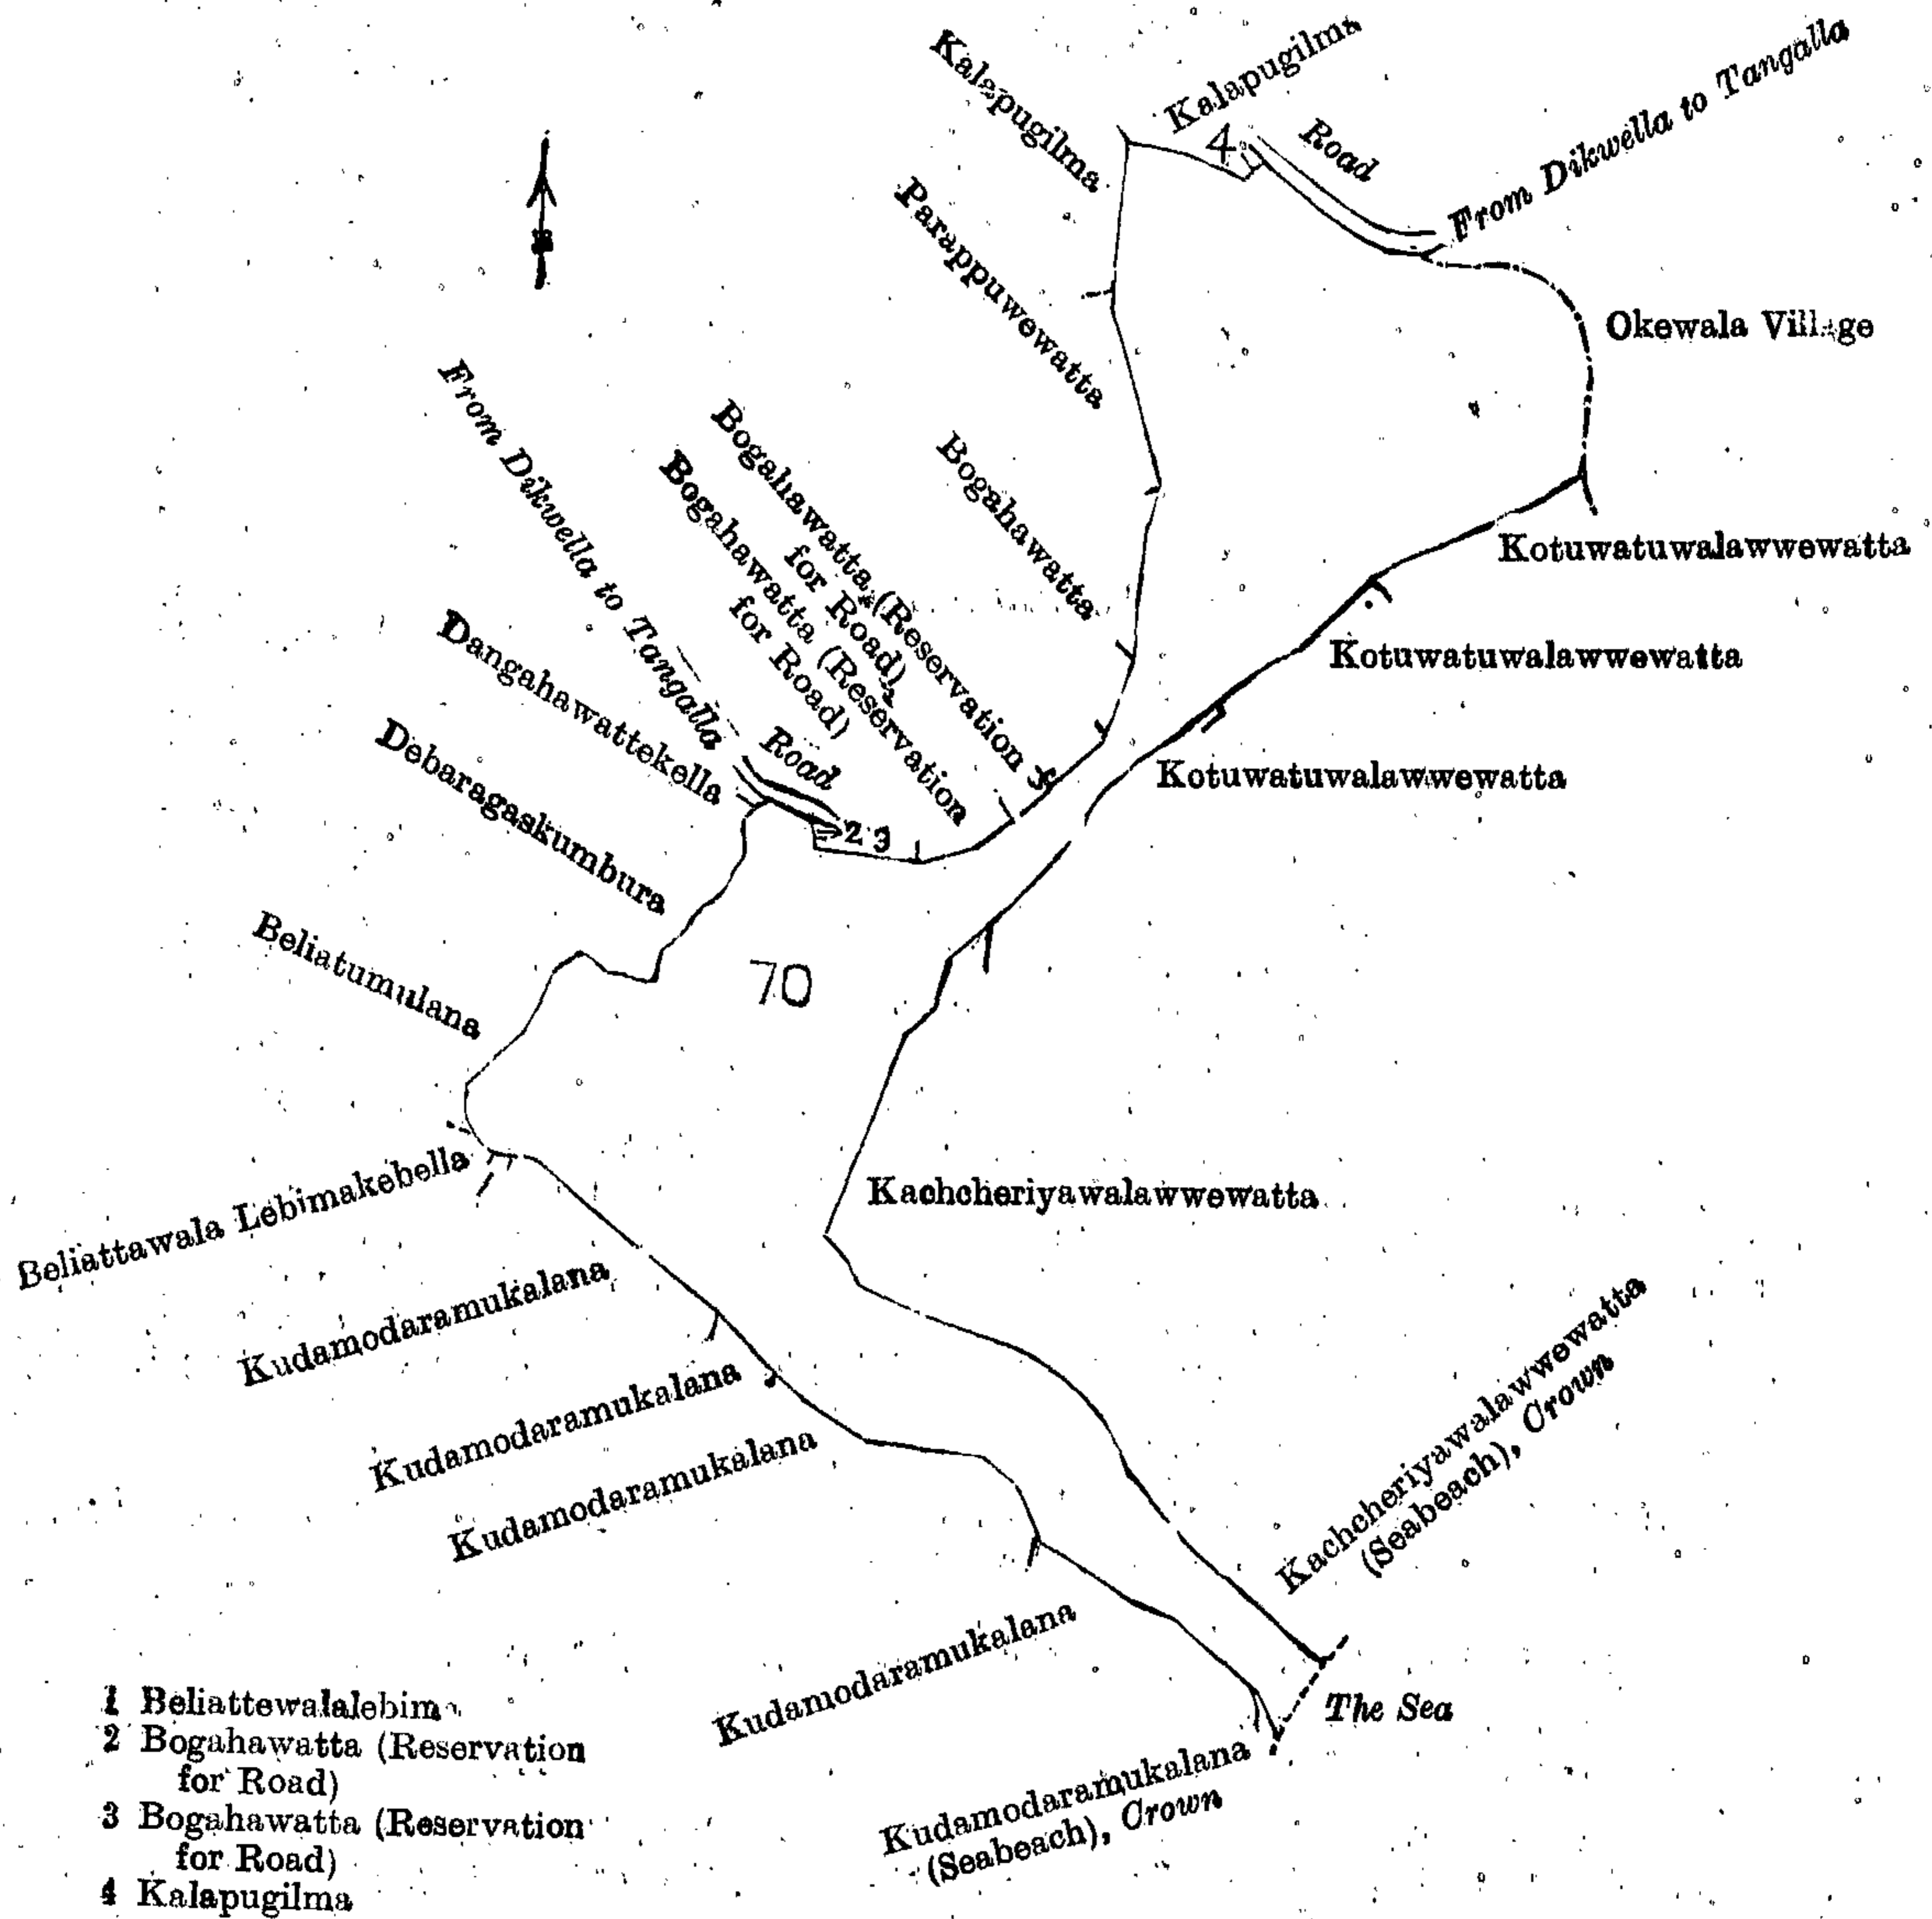 Kalapugilma
Kalapugilma
4
Road
From Dikwella to Tangalla
Parappuwewatta
Okewala Village
From Dikwella to Tangalla
Bogahawatta (Reservation
for Road)
Bogahawatta (Reservation
for Road)
Bogahawatta
Kotuwatuwalawwewatta
Kotuwatuwalawwewatta
Kotuwatuwalawwewatta
Dangahawattekella
Road
2 3
Debaragaskumbura
Beliatumulana
70
Beliattawala Lebimakebella
Kachcheriyawalawwewatta
Kudamodaramukalana
Kudamodaramukalana
Kudamodaramukalana
Kachcheriyawalawwewatta
(Seabeach), Crown
Kudamodaramukalana
The Sea
Kudamodaramukalana
(Seabeach), Crown
1 Beliattewalalebima
2 Bogahawatta (Reservation
for Road)
3 Bogahawatta (Reservation
for Road)
4 Kalapugilma